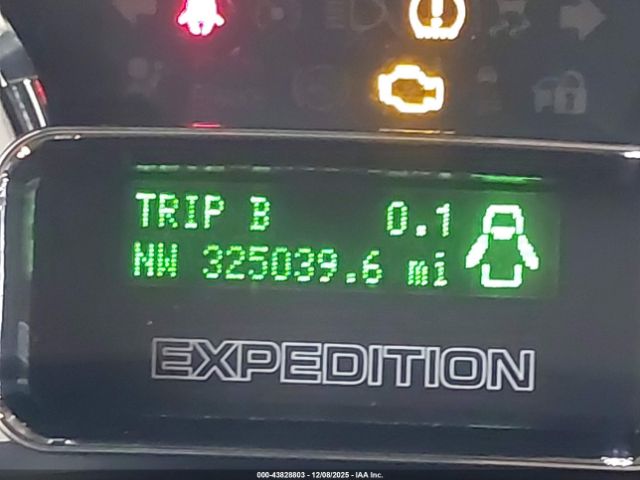 TRIP B 0.1
NW 325039.6 mi
EXPEDITION
000-43828803 - 12/08/2025 - IAA Inc.